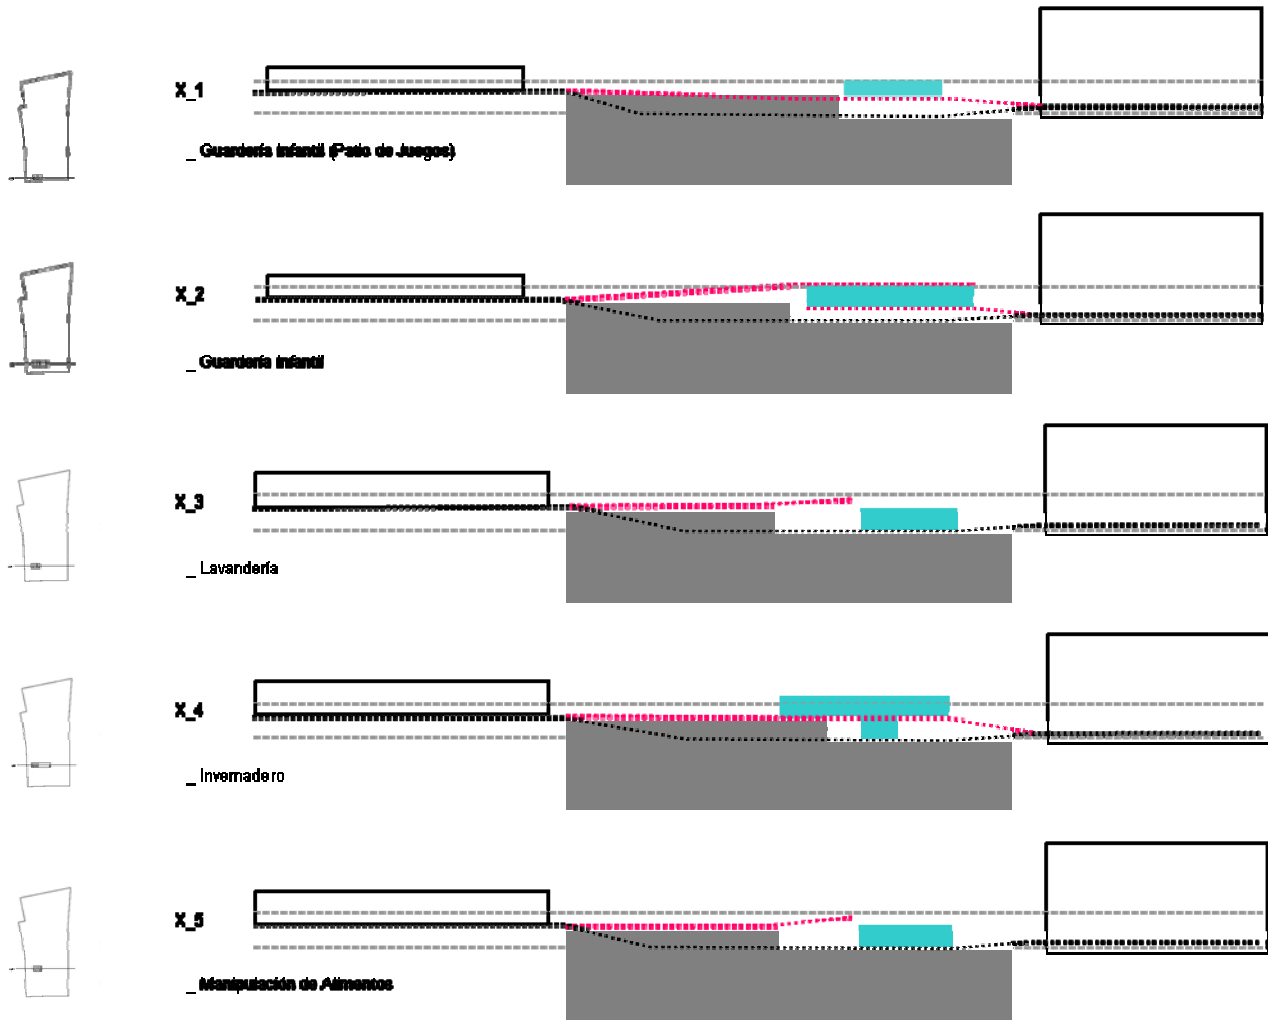 X_1
_ Guardería Infantil (Patio de Juegos)
X_2
_ Guardería Infantil
X_3
_ Lavandería
X_4
_ Invernadero
X_5
_ Manipulación de Alimentos